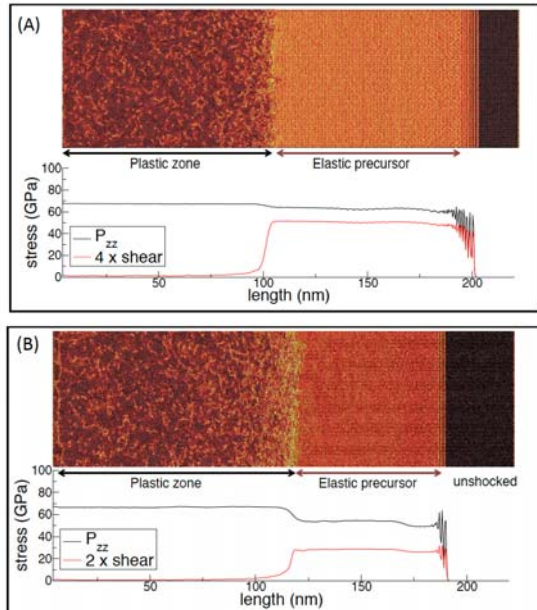 (A)
Plastic zone
Elastic precursor
100
80
60
40
20
0
stress (GPa)
P_zz
4 x shear
50
100
150
200
length (nm)
(B)
Plastic zone
Elastic precursor
unshocked
100
80
60
40
20
0
stress (GPa)
P_zz
2 x shear
50
100
150
200
length (nm)